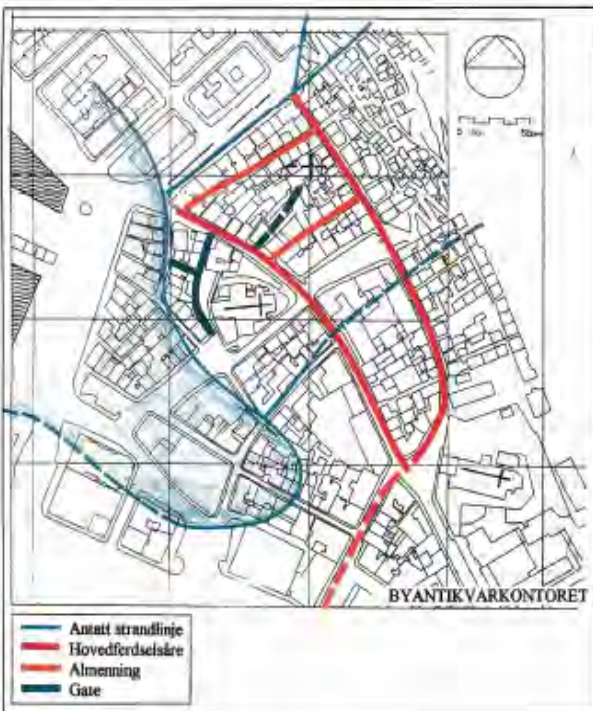 BYANTIKVARKONTORET
Antatt strandlinje
Hovedferdselsåre
Almenning
Gate